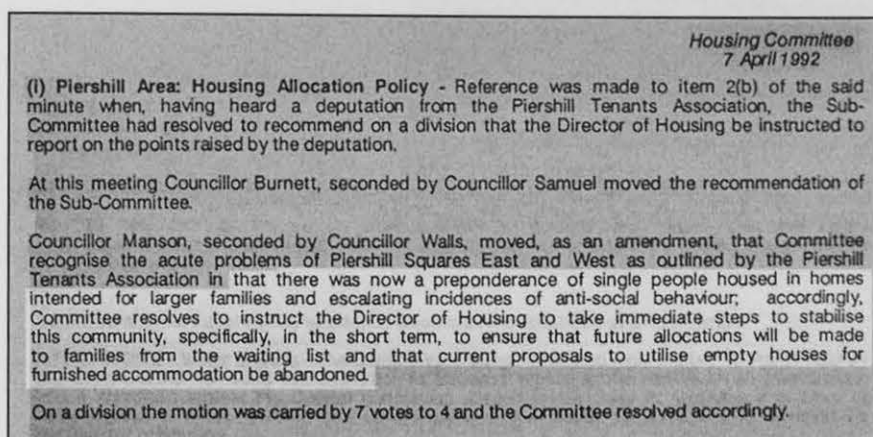 Housing Committee
7 April 1992
(i) Piershill Area: Housing Allocation Policy - Reference was made to item 2(b) of the said
minute when, having heard a deputation from the Piershill Tenants Association, the Sub-
Committee had resolved to recommend on a division that the Director of Housing be instructed to
report on the points raised by the deputation.
At this meeting Councillor Burnett, seconded by Councillor Samuel moved the recommendation of
the Sub-Committee.
Councillor Manson, seconded by Councillor Walls, moved, as an amendment, that Committee
recognise the acute problems of Piershill Squares East and West as outlined by the Piershill
Tenants Association in that there was now a preponderance of single people housed in homes
intended for larger families and escalating incidences of anti-social behaviour; accordingly,
Committee resolves to instruct the Director of Housing to take immediate steps to stabilise
this community, specifically, in the short term, to ensure that future allocations will be made
to families from the waiting list and that current proposals to utilise empty houses for
furnished accommodation be abandoned.
On a division the motion was carried by 7 votes to 4 and the Committee resolved accordingly.